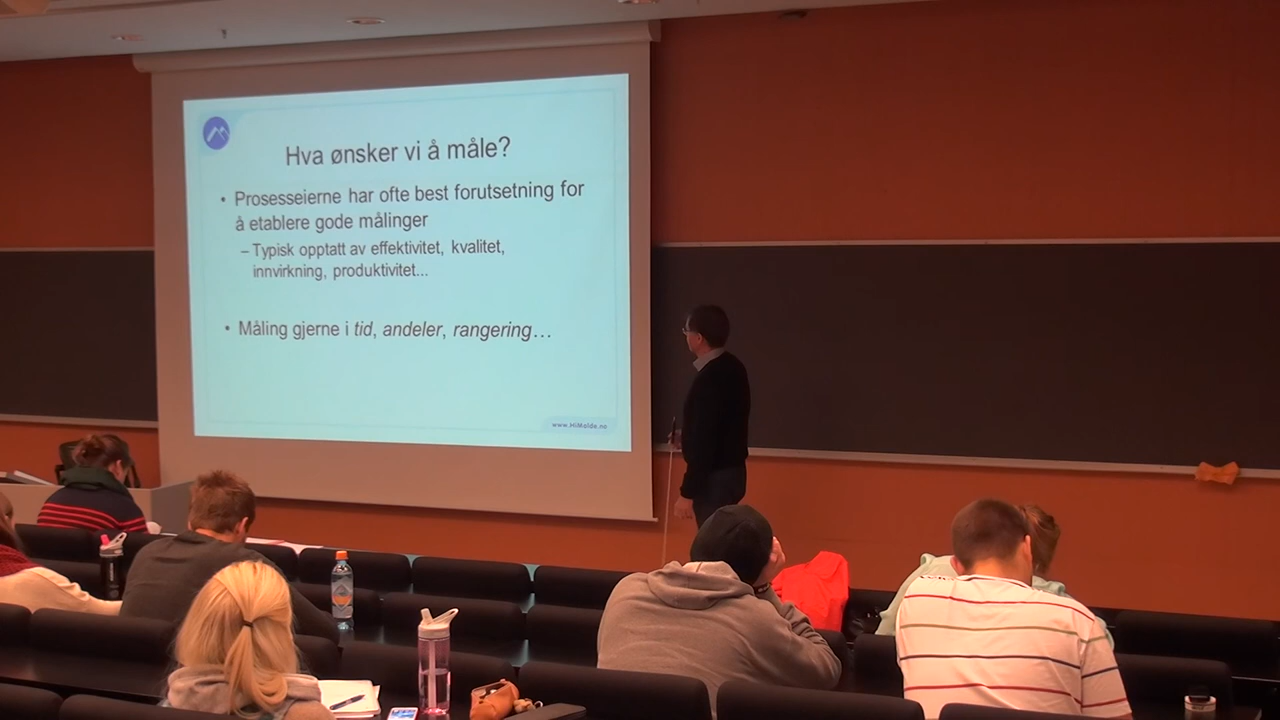 Hva ønsker vi å måle?
• Prosesseierne har ofte best forutsetning for
å etablere gode målinger
– Typisk opptatt av effektivitet, kvalitet,
innvirkning, produktivitet...
• Måling gjerne i tid, andeler, rangering…
www.HiMolde.no